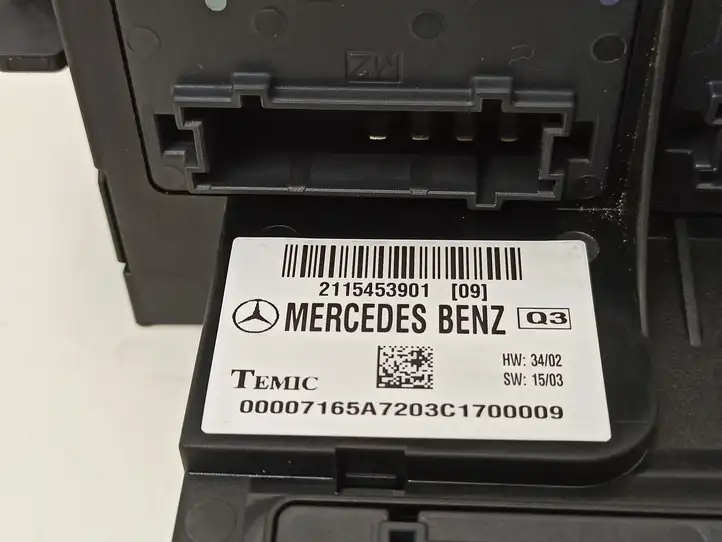 M2
2115453901 [09]
MERCEDES BENZ Q3
TEMIC
HW: 34/02
SW: 15/03
00007165A7203C1700009